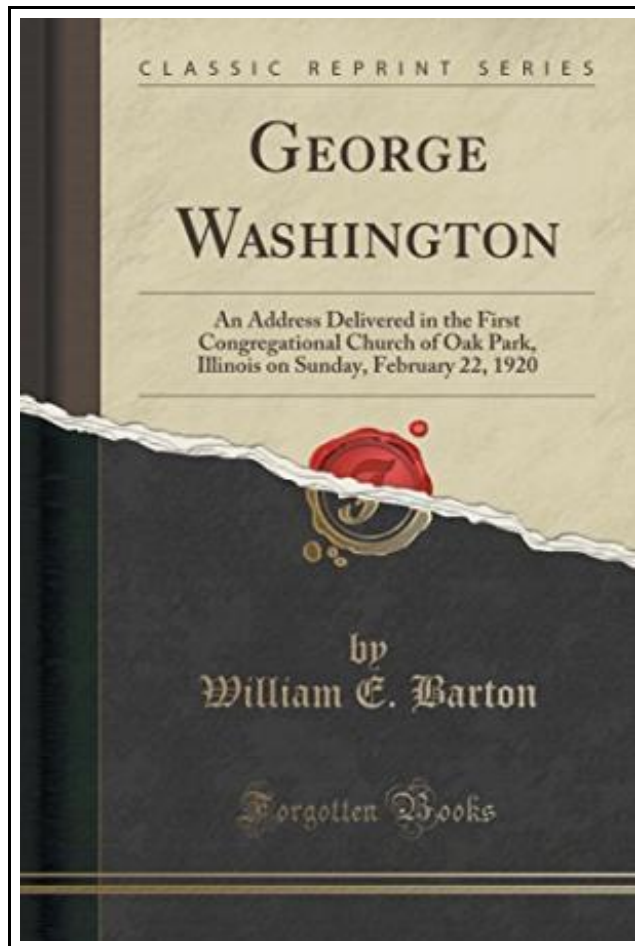 CLASSIC REPRINT SERIES
GEORGE
WASHINGTON
An Address Delivered in the First
Congregational Church of Oak Park,
Illinois on Sunday, February 22, 1920
by
William E. Barton
Forgotten Books